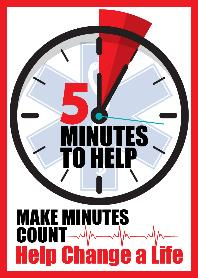 5
MINUTES
TO HELP
MAKE MINUTES
COUNT
Help Change a Life